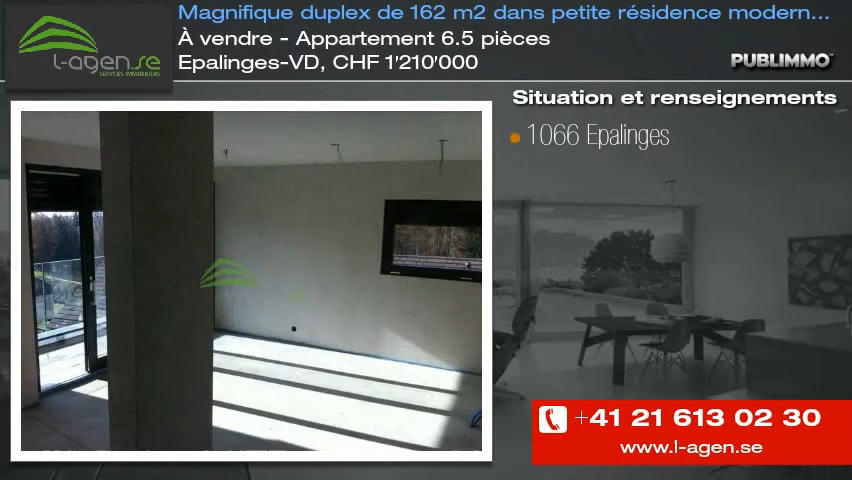 Magnifique duplex de 162 m2 dans petite résidence modern...
À vendre - Appartement 6.5 pièces
Epalinges-VD, CHF 1'210'000
l-agen.se
SERVICES IMMOBILIERS
PUBLIMMO
Situation et renseignements
1066 Epalinges
+41 21 613 02 30
www.l-agen.se